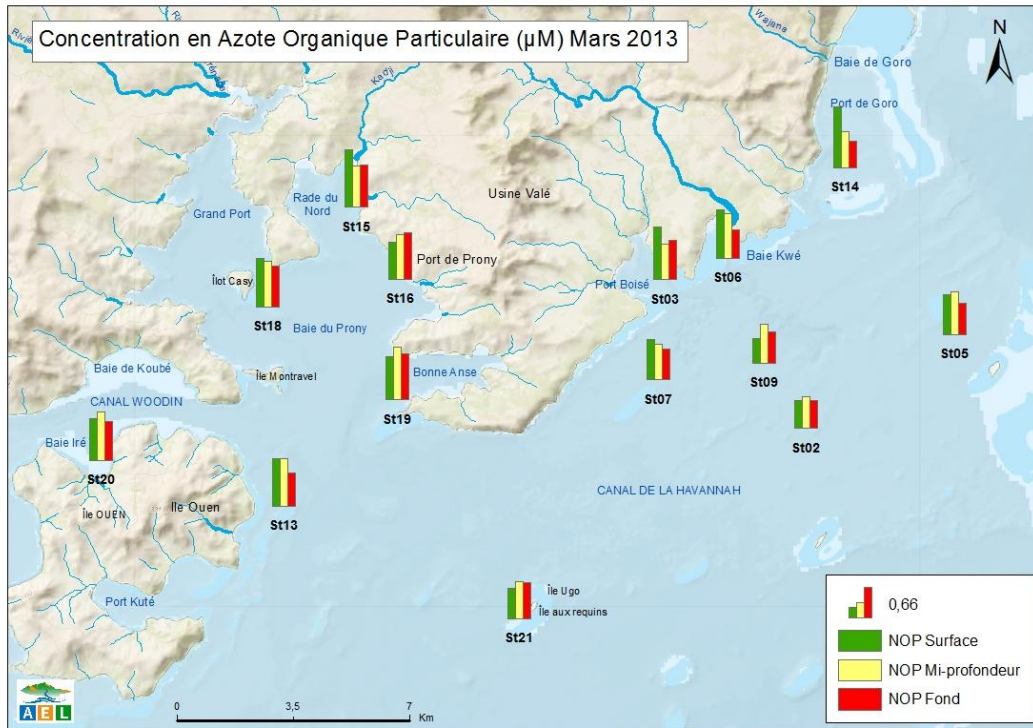 Concentration en Azote Organique Particulaire (µM) Mars 2013
N
Wajana
Baie de Goro
Port de Goro
St14
Kadji
Rade du
Nord
St15
Usine Valé
Grand Port
Port de Prony
St16
Îlot Casy
St18
Port Boisé
St03
St06
Baie Kwé
St05
Baie du Prony
Baie de Koubé
Île Montravel
Bonne Anse
St19
St07
St09
St02
CANAL WOODIN
Baie Iré
St20
Île OUEN
Île Ouen
St13
CANAL DE LA HAVANNAH
Port Kuté
Île Ugo
Île aux requins
St21
0,66
NOP Surface
NOP Mi-profondeur
NOP Fond
AEL
0 3,5 7
Km